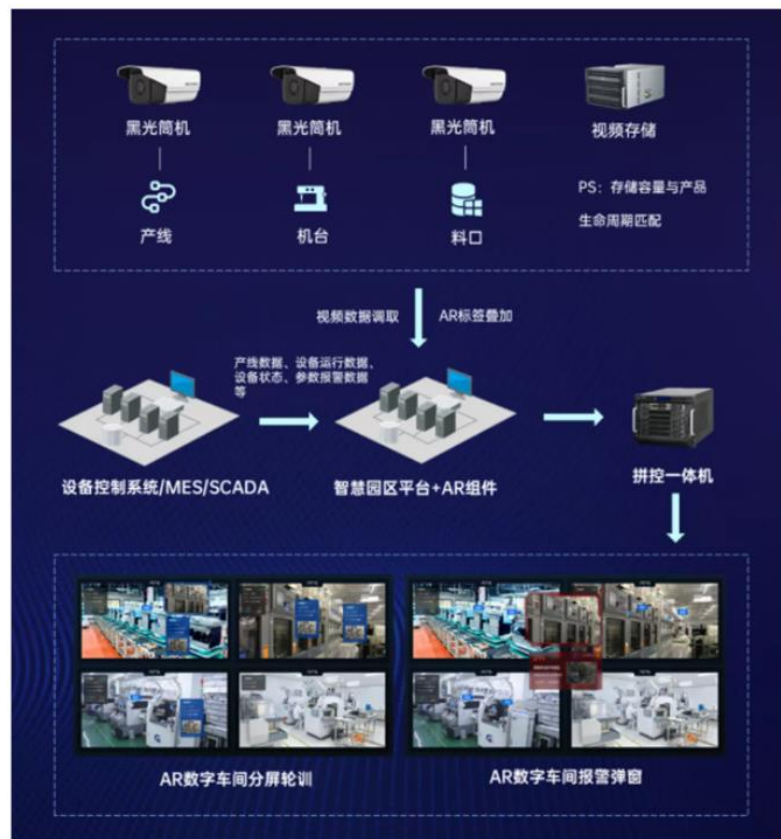 黑光筒机
黑光筒机
黑光筒机
视频存储
产线
机台
料口
PS：存储容量与产品
生命周期匹配
视频数据调取
AR标签叠加
产线数据、设备运行数据、
设备状态、参数报警数据
等
设备控制系统/MES/SCADA
智慧园区平台+AR组件
拼控一体机
AR数字车间分屏轮训
AR数字车间报警弹窗